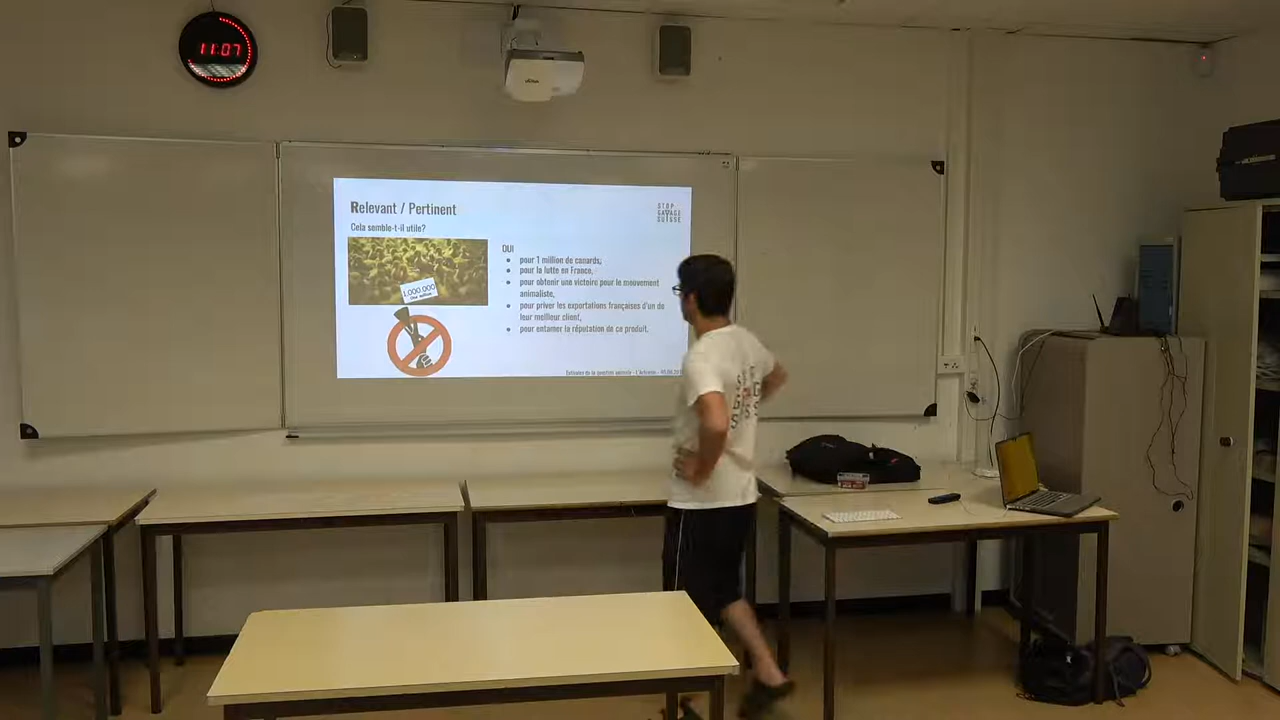 11:07
Relevant / Pertinent
STOP
GAVAGE
SUISSE
Cela semble-t-il utile?
OUI
pour 1 million de canards,
pour la lutte en France,
pour obtenir une victoire pour le mouvement
animaliste,
pour priver les exportations françaises d'un de
leur meilleur client,
pour entamer la réputation de ce produit.
1,000,000
One million